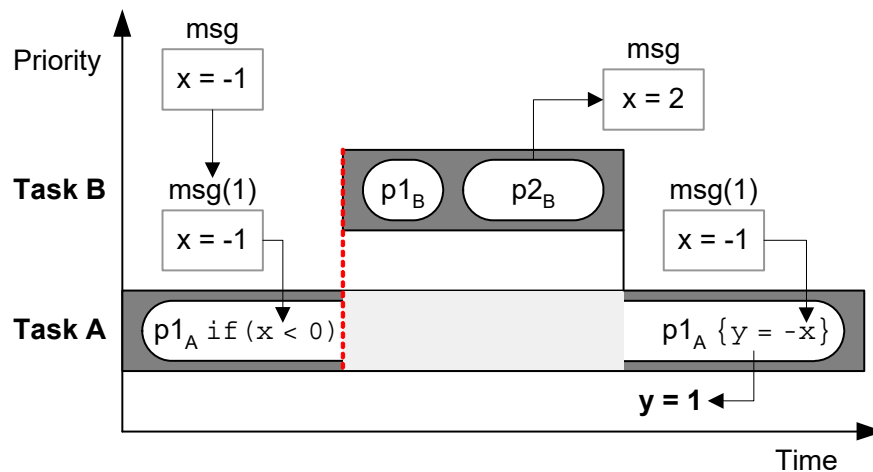 msg
x = -1
msg
x = 2
Priority
Task B
msg(1)
x = -1
p1B
p2B
msg(1)
x = -1
Task A
p1A if(x < 0)
p1A {y = -x}
y = 1
Time